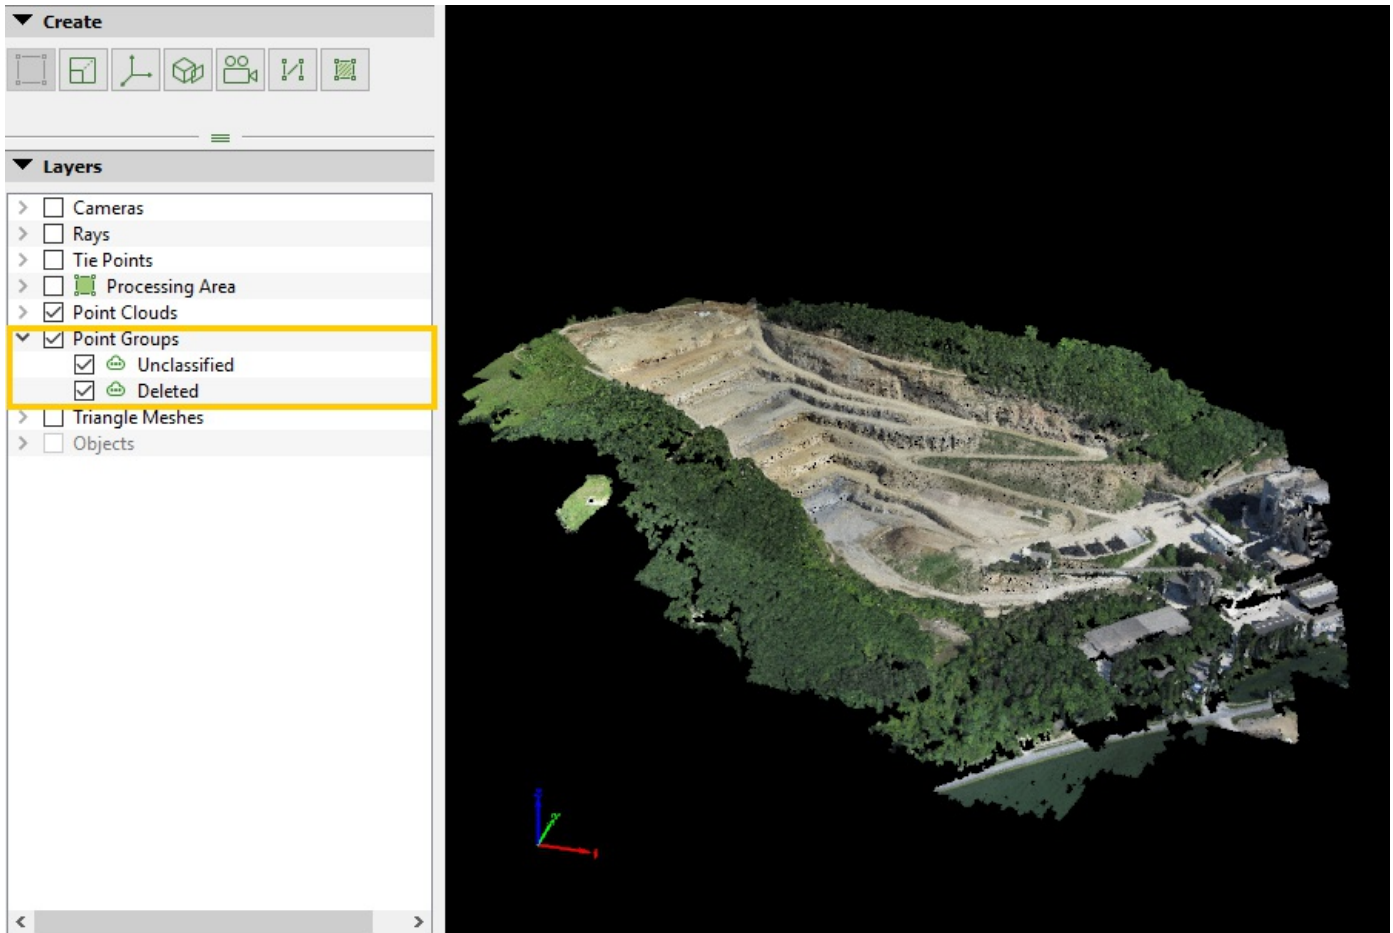 Create
Layers
Cameras
Rays
Tie Points
Processing Area
Point Clouds
Point Groups
Unclassified
Deleted
Triangle Meshes
Objects